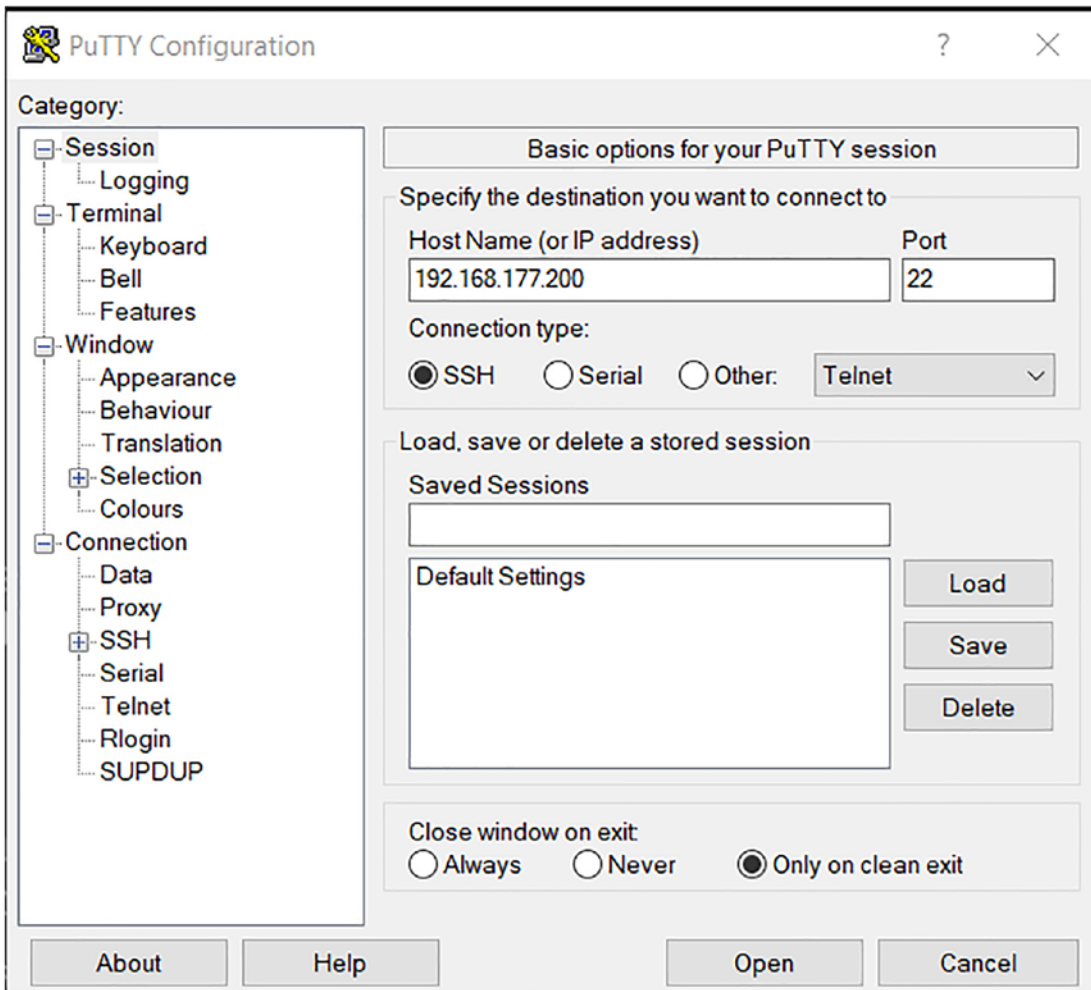 PuTTY Configuration ?
Category:
Session
Logging
Terminal
Keyboard
Bell
Features
Window
Appearance
Behaviour
Translation
Selection
Colours
Connection
Data
Proxy
SSH
Serial
Telnet
Rlogin
SUPDUP
Basic options for your PuTTY session
Specify the destination you want to connect to
Host Name (or IP address) Port
192.168.177.200 22
Connection type:
SSH Serial Other: Telnet
Load, save or delete a stored session
Saved Sessions
Default Settings
Load
Save
Delete
Close window on exit:
Always Never Only on clean exit
About Help Open Cancel